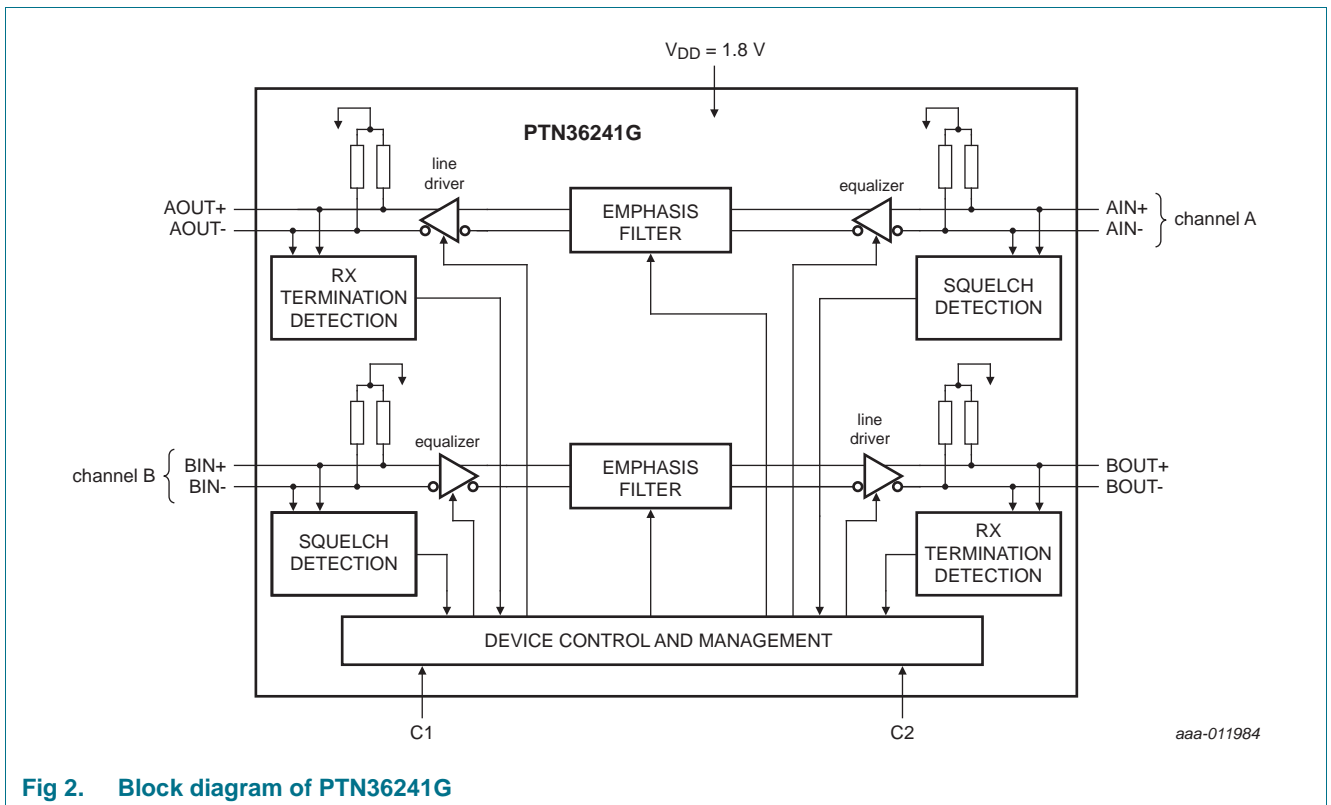 VDD = 1.8 V
PTN36241G
line
driver
equalizer
AOUT+
AOUT-
EMPHASIS
FILTER
AIN+
AIN-
channel A
RX
TERMINATION
DETECTION
SQUELCH
DETECTION
equalizer
line
driver
channel B
BIN+
BIN-
EMPHASIS
FILTER
BOUT+
BOUT-
SQUELCH
DETECTION
RX
TERMINATION
DETECTION
DEVICE CONTROL AND MANAGEMENT
C1
C2
aaa-011984
Fig 2. Block diagram of PTN36241G